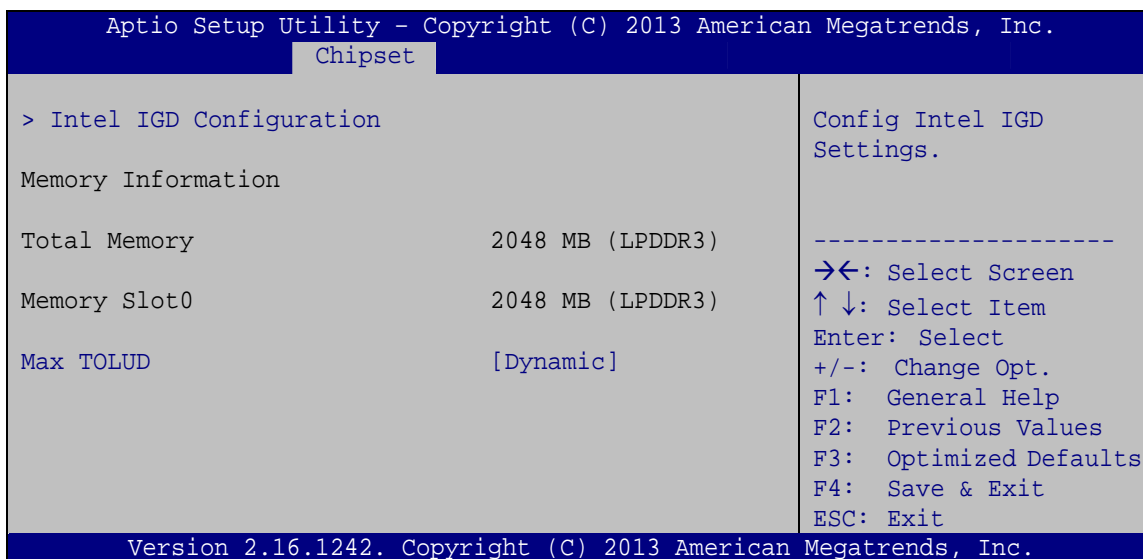 Aptio Setup Utility – Copyright (C) 2013 American Megatrends, Inc.
Chipset
> Intel IGD Configuration
Memory Information
Total Memory 2048 MB (LPDDR3)
Memory Slot0 2048 MB (LPDDR3)
Max TOLUD [Dynamic]
Config Intel IGD
Settings.
---------------------
→←: Select Screen
↑ ↓: Select Item
Enter: Select
+/-: Change Opt.
F1: General Help
F2: Previous Values
F3: Optimized Defaults
F4: Save & Exit
ESC: Exit
Version 2.16.1242. Copyright (C) 2013 American Megatrends, Inc.